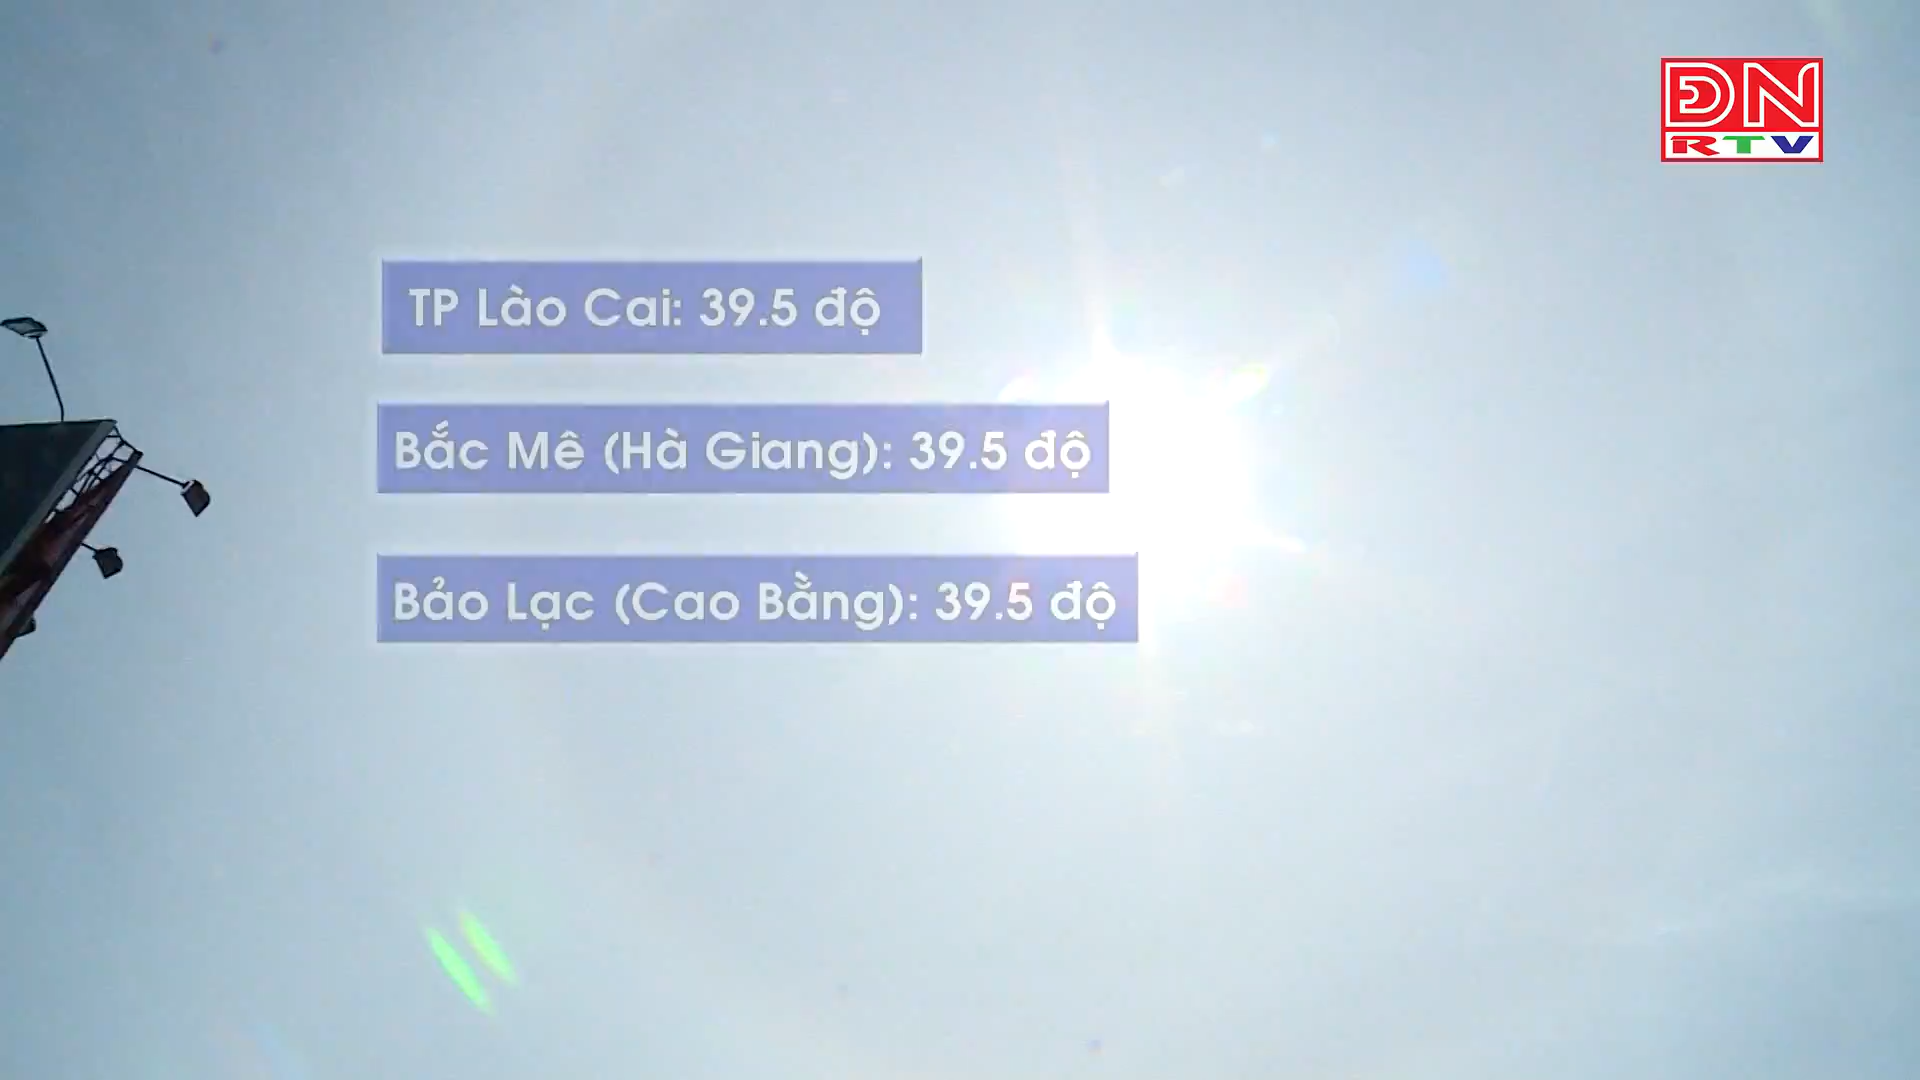 ĐN
RTV
TP Lào Cai: 39.5 độ
Bắc Mê (Hà Giang): 39.5 độ
Bảo Lạc (Cao Bằng): 39.5 độ